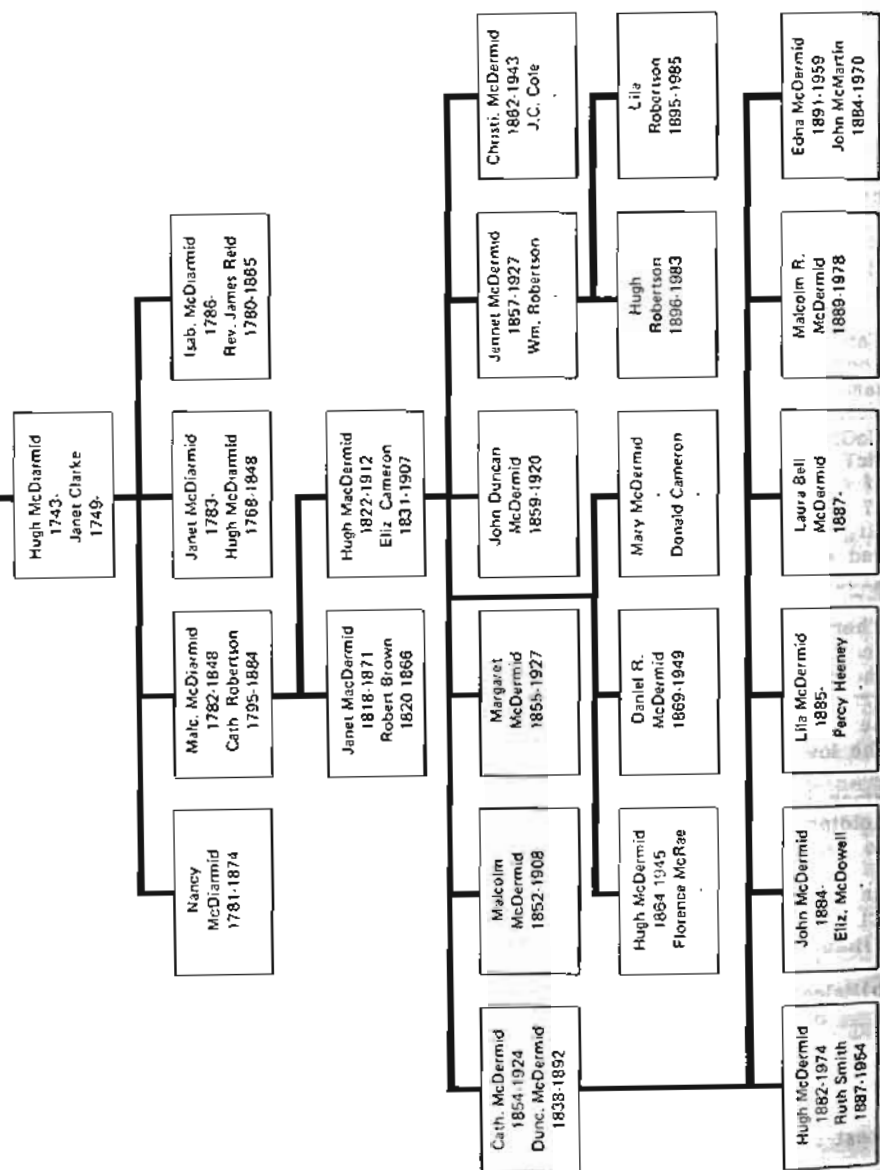 Hugh McDiarmid
1743-
Janet Clarke
1749-
Nancy
McDiarmid
1781-1874
Malc. McDiarmid
1782-1848
Cath Robertson
1795-1884
Janet McDiarmid
1783-
Hugh McDiarmid
1768-1848
Isab. McDiarmid
1786-
Rev. James Reid
1780-1865
Janet MacDermid
1818-1871
Robert Brown
1820 1866
Hugh MacDermid
1822-1912
Eliz Cameron
1831-1907
Cath. McDermid
1854-1924
Dunc. McDermid
1838-1892
Malcolm
McDermid
1852-1908
Margaret
McDermid
1855-1927
John Duncan
McDermid
1859-1920
Jennet McDermid
1857-1927
Wm. Robertson
Christi. McDermid
1862-1943
J.C. Cole
Hugh McDermid
1864 1945
Florence McRae
Daniel R.
McDermid
1869-1949
Mary McDermid
Donald Cameron
Hugh
Robertson
1896-1983
Lila
Robertson
1895-1985
Hugh McDermid
1882-1974
Ruth Smith
1887-1954
John McDermid
1884-
Eliz. McDowell
Lila McDermid
1885-
Percy Heeney
Laura Bell
McDermid
1887-
Malcolm R.
McDermid
1889-1978
Edna McDermid
1891-1959
John McMartin
1884-1970